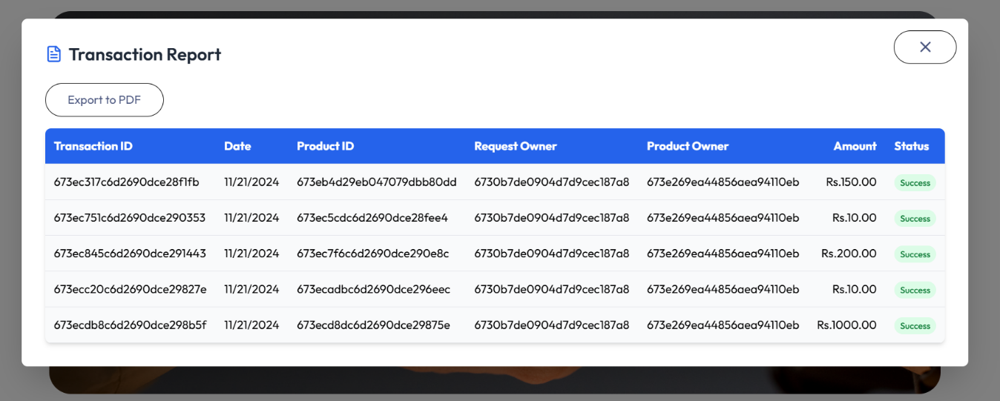 Transaction Report
Export to PDF
Transaction ID Date Product ID Request Owner Product Owner Amount Status
673ec317c6d2690dce28f1fb 11/21/2024 673eb4d29eb047079dbb80dd 6730b7de0904d7d9cec187a8 673e269ea44856aea94110eb Rs.150.00 Success
673ec751c6d2690dce290353 11/21/2024 673ec5cdc6d2690dce28fee4 6730b7de0904d7d9cec187a8 673e269ea44856aea94110eb Rs.10.00 Success
673ec845c6d2690dce291443 11/21/2024 673ec7f6c6d2690dce290e8c 6730b7de0904d7d9cec187a8 673e269ea44856aea94110eb Rs.200.00 Success
673ecc20c6d2690dce29827e 11/21/2024 673ecadbc6d2690dce296eec 6730b7de0904d7d9cec187a8 673e269ea44856aea94110eb Rs.10.00 Success
673ecdb8c6d2690dce298b5f 11/21/2024 673ecd8dc6d2690dce29875e 6730b7de0904d7d9cec187a8 673e269ea44856aea94110eb Rs.1000.00 Success